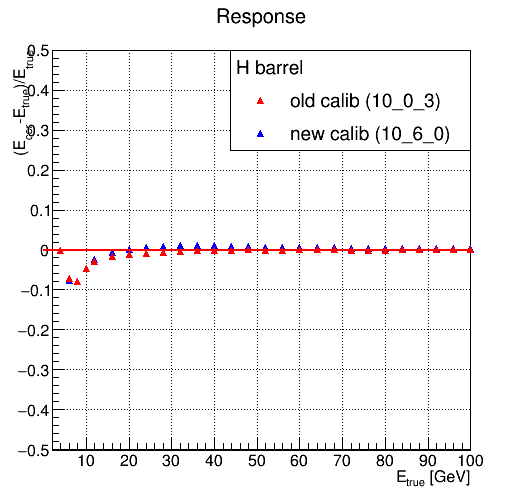 Response
(E_cor-E_true)/E_true
H barrel
old calib (10_0_3)
new calib (10_6_0)
0.5
0.4
0.3
0.2
0.1
0
−0.1
−0.2
−0.3
−0.4
−0.5
10 20 30 40 50 60 70 80 90 100
E_true [GeV]